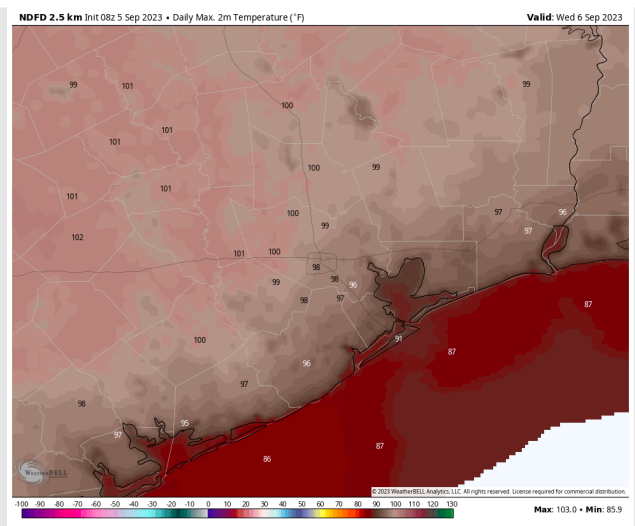 NDFD 2.5 km Init 08z 5 Sep 2023 • Daily Max. 2m Temperature (°F) Valid: Wed 6 Sep 2023
99 101 99
100
101
101
100 99
101
101
100 97 96
99 97
102
101 100
98
99 98 96
98 97
87
91
100 87
96
97
98
95
97
87
86
WeatherBELL
© 2023 WeatherBELL Analytics, LLC. All rights reserved. License required for commercial distribution.
-100 -90 -80 -70 -60 -50 -40 -30 -20 -10 0 10 20 30 40 50 60 70 80 90 100 110 120 130
Max: 103.0 • Min: 85.9